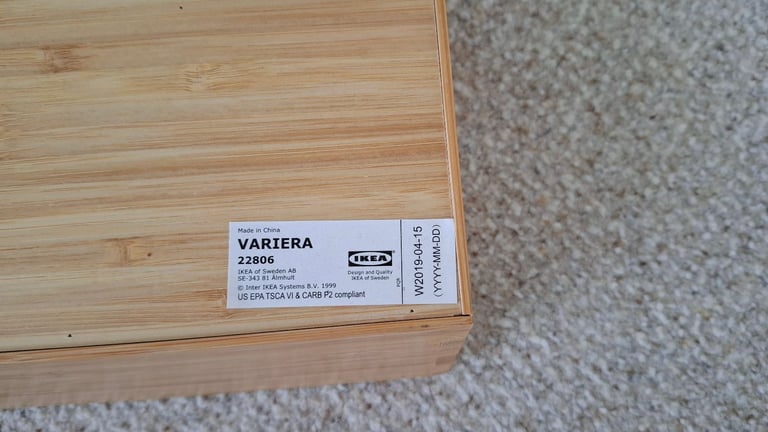 Made in China
VARIERA
22806
IKEA of Sweden AB
SE-343 81 Älmhult
© Inter IKEA Systems B.V. 1999
US EPA TSCA VI & CARB P2 compliant
IKEA
Design and Quality
IKEA of Sweden
W2019-04-15
(YYYY-MM-DD)